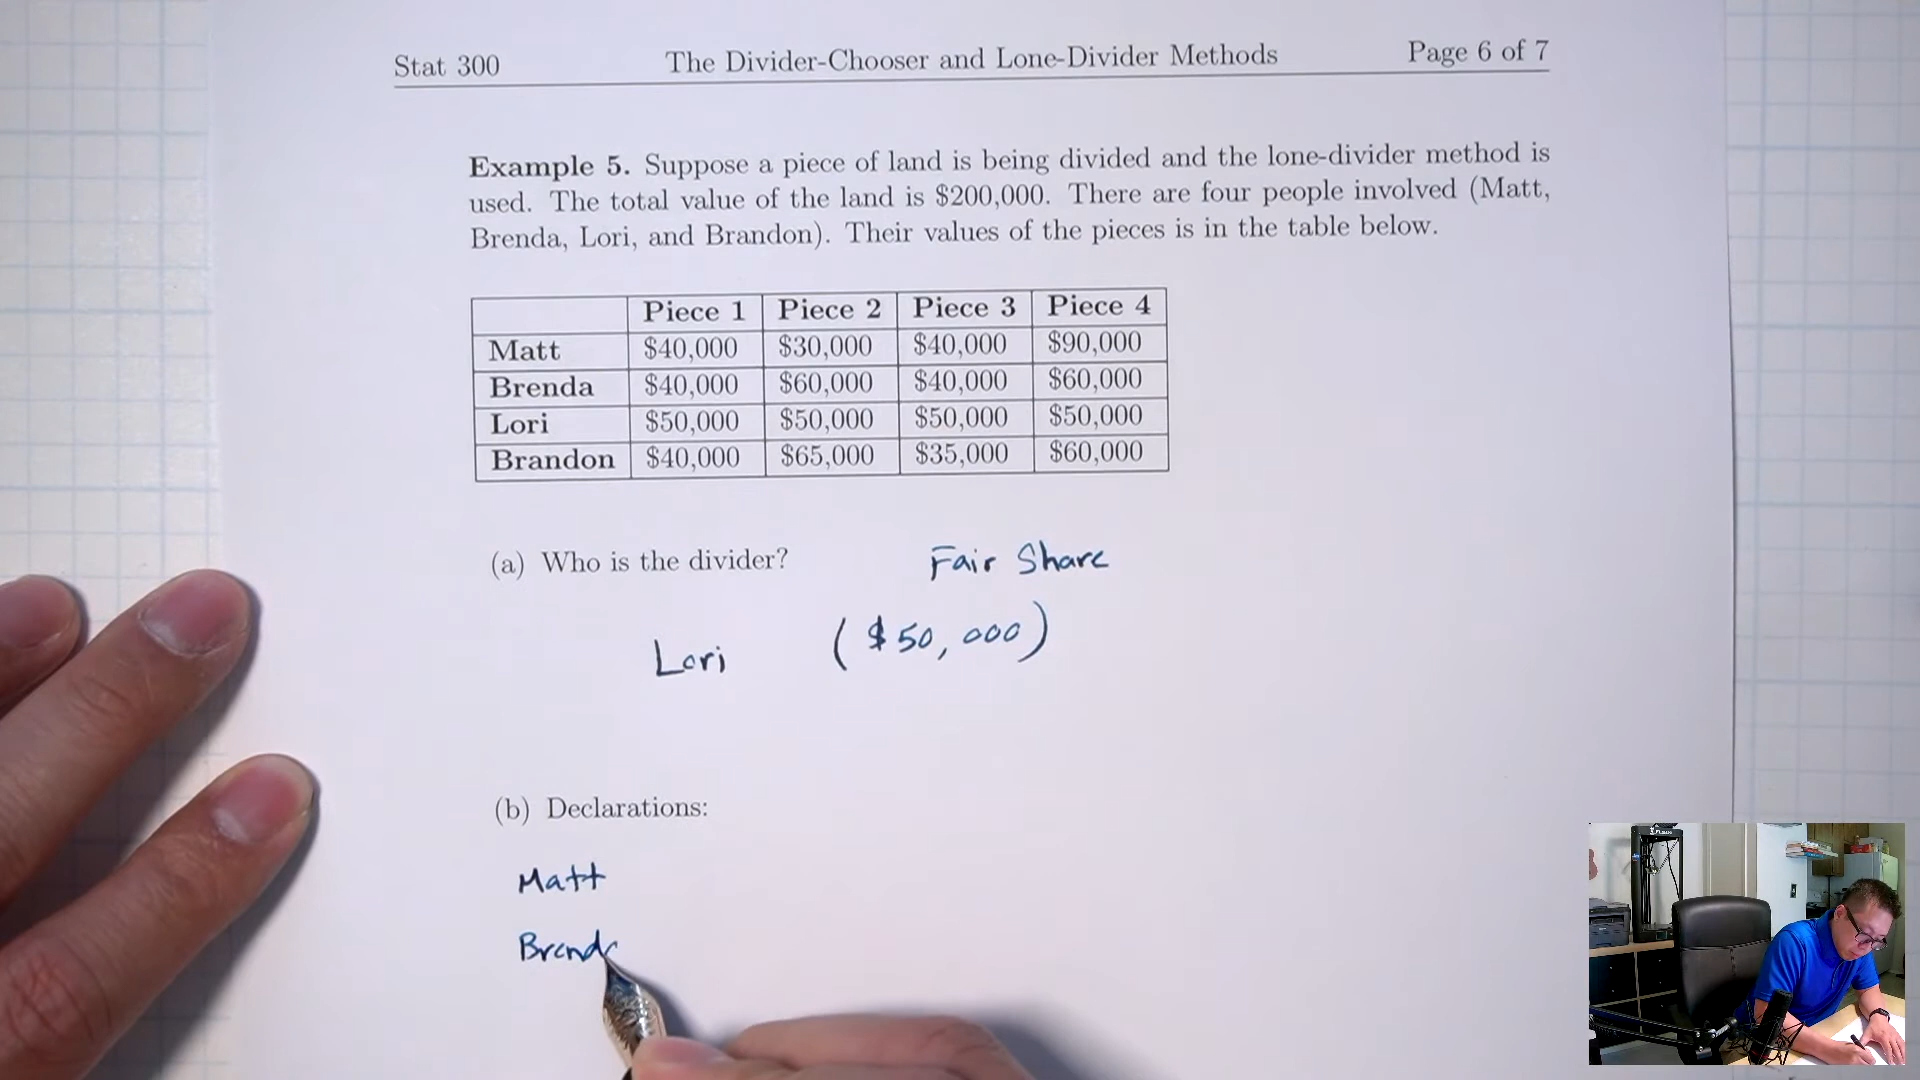 Stat 300 The Divider-Chooser and Lone-Divider Methods Page 6 of 7
Example 5. Suppose a piece of land is being divided and the lone-divider method is
used. The total value of the land is $200,000. There are four people involved (Matt,
Brenda, Lori, and Brandon). Their values of the pieces is in the table below.
Piece 1 Piece 2 Piece 3 Piece 4
Matt $40,000 $30,000 $40,000 $90,000
Brenda $40,000 $60,000 $40,000 $60,000
Lori $50,000 $50,000 $50,000 $50,000
Brandon $40,000 $65,000 $35,000 $60,000
(a) Who is the divider? Fair Share
Lori ($50,000)
(b) Declarations:
Matt
Brenda